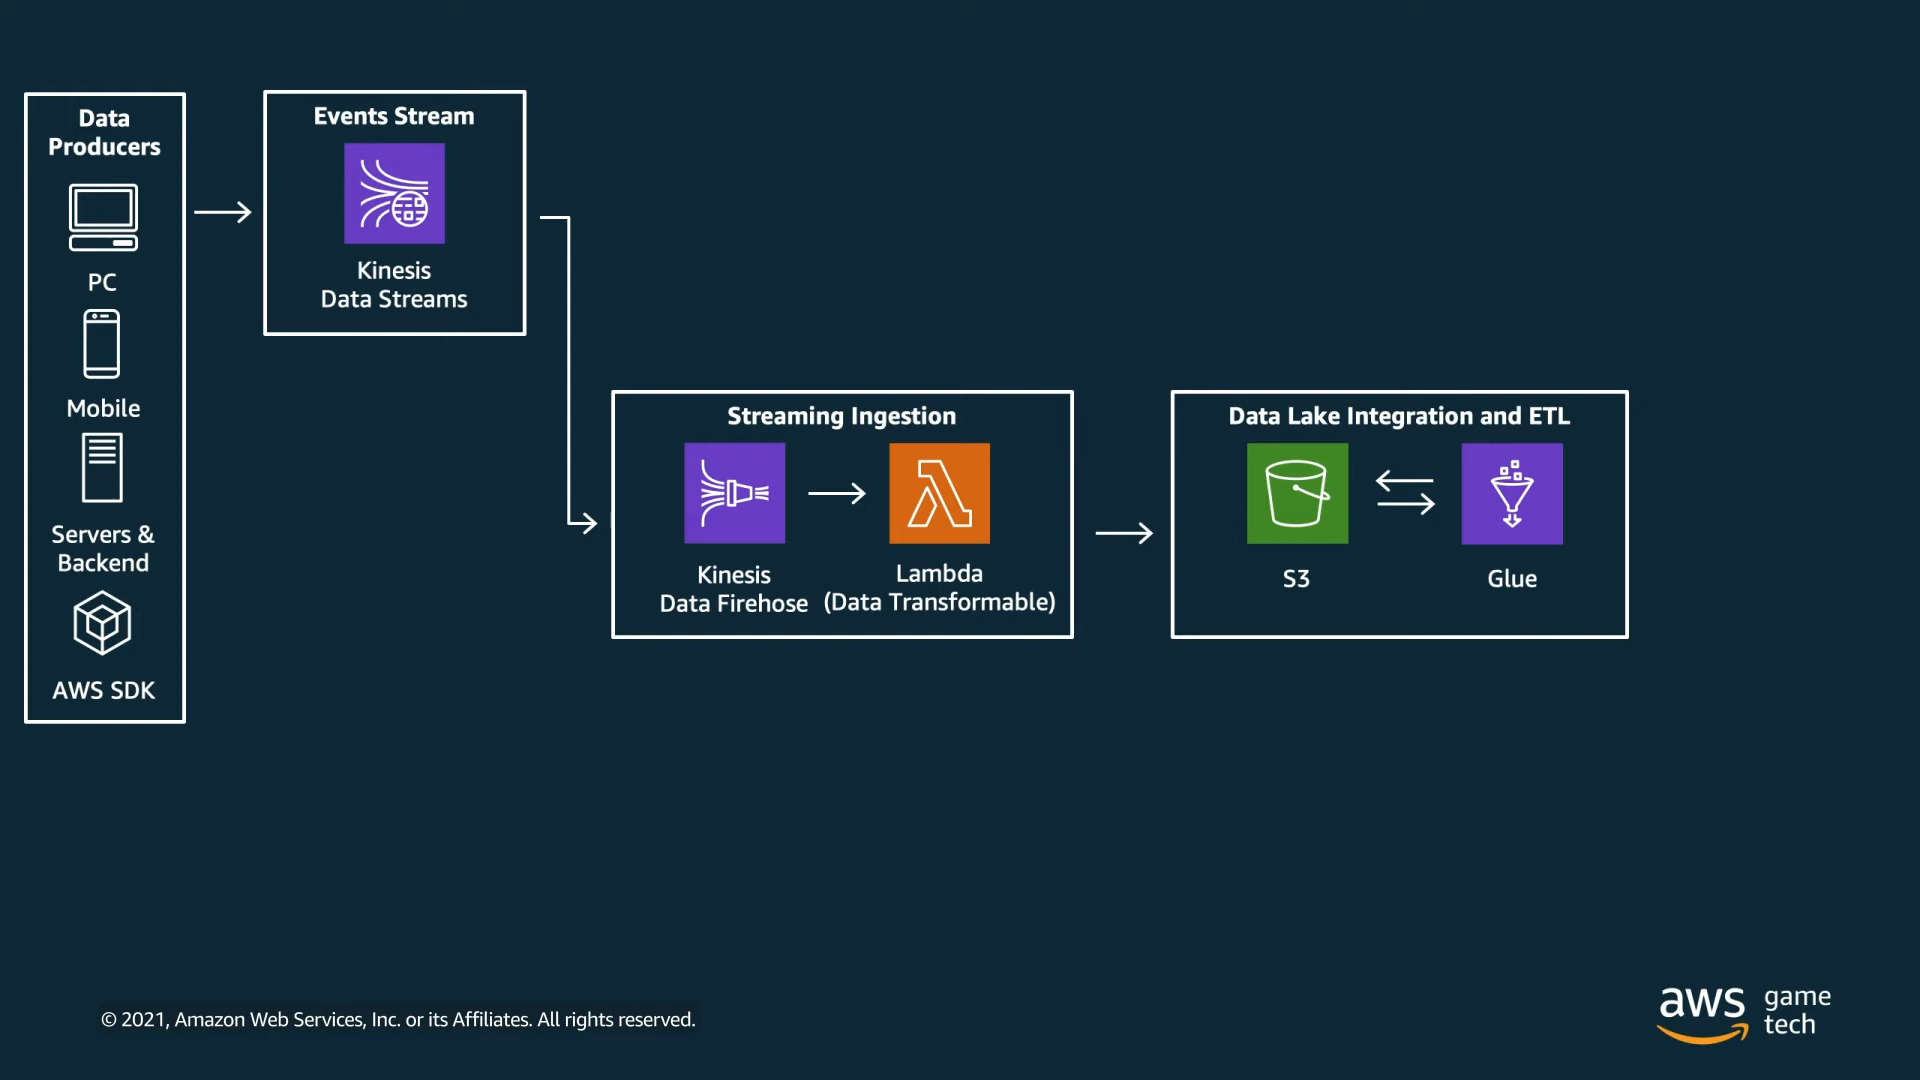 Data
Producers
PC
Mobile
Servers &
Backend
AWS SDK
Events Stream
Kinesis
Data Streams
Streaming Ingestion
Kinesis
Data Firehose
Lambda
(Data Transformable)
Data Lake Integration and ETL
S3
Glue
© 2021, Amazon Web Services, Inc. or its Affiliates. All rights reserved.
aws game
tech